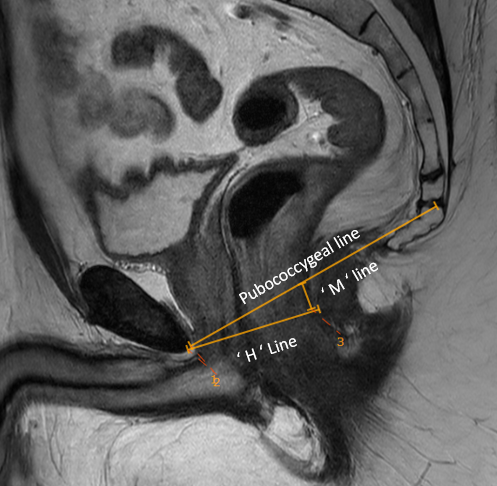 Pubococcygeal line
‘ M ‘ line
‘ H ‘ Line
3